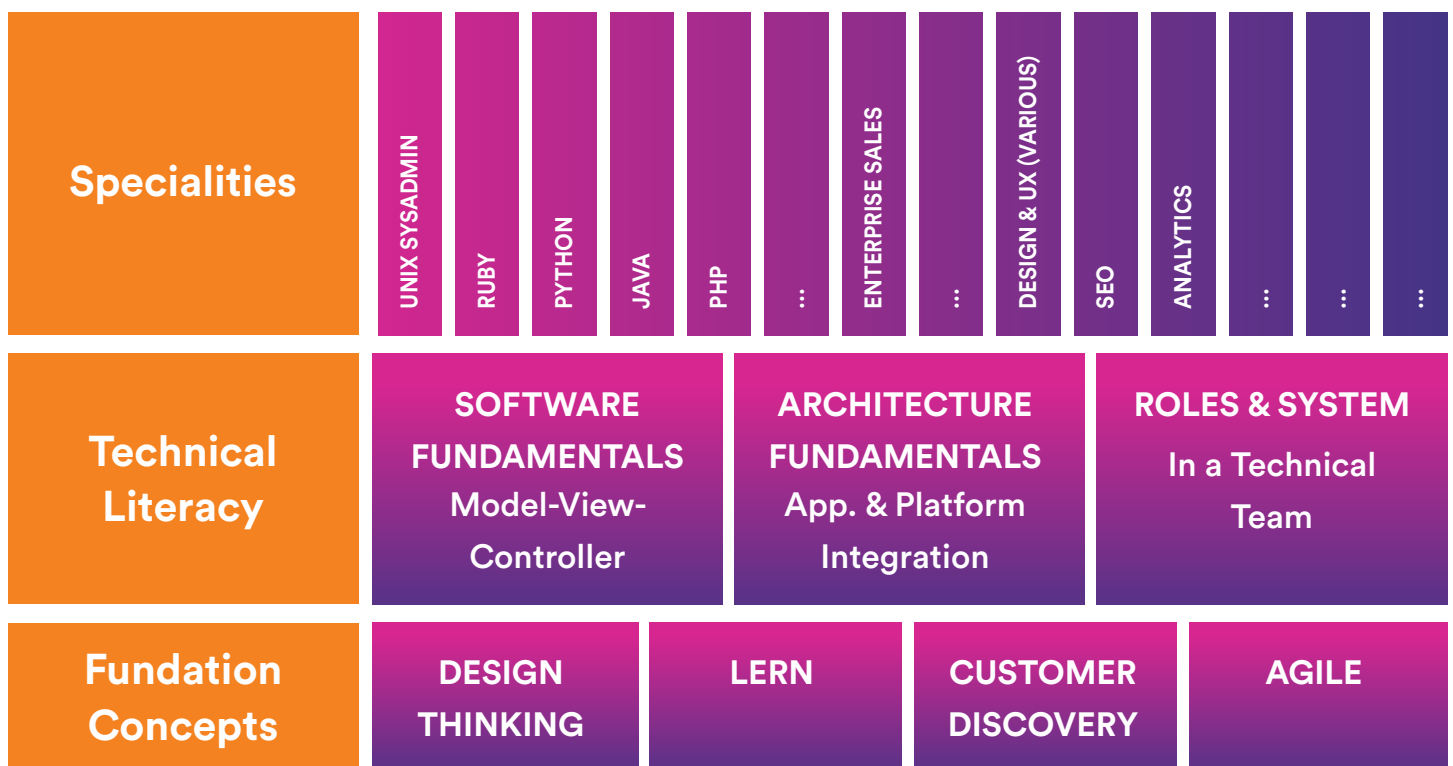 Specialities
UNIX SYSADMIN
RUBY
PYTHON
JAVA
PHP
...
ENTERPRISE SALES
...
DESIGN & UX (VARIOUS)
SEO
ANALYTICS
...
...
...
Technical
Literacy
SOFTWARE
FUNDAMENTALS
Model-View-
Controller
ARCHITECTURE
FUNDAMENTALS
App. & Platform
Integration
ROLES & SYSTEM
In a Technical
Team
Fundation
Concepts
DESIGN
THINKING
LERN
CUSTOMER
DISCOVERY
AGILE